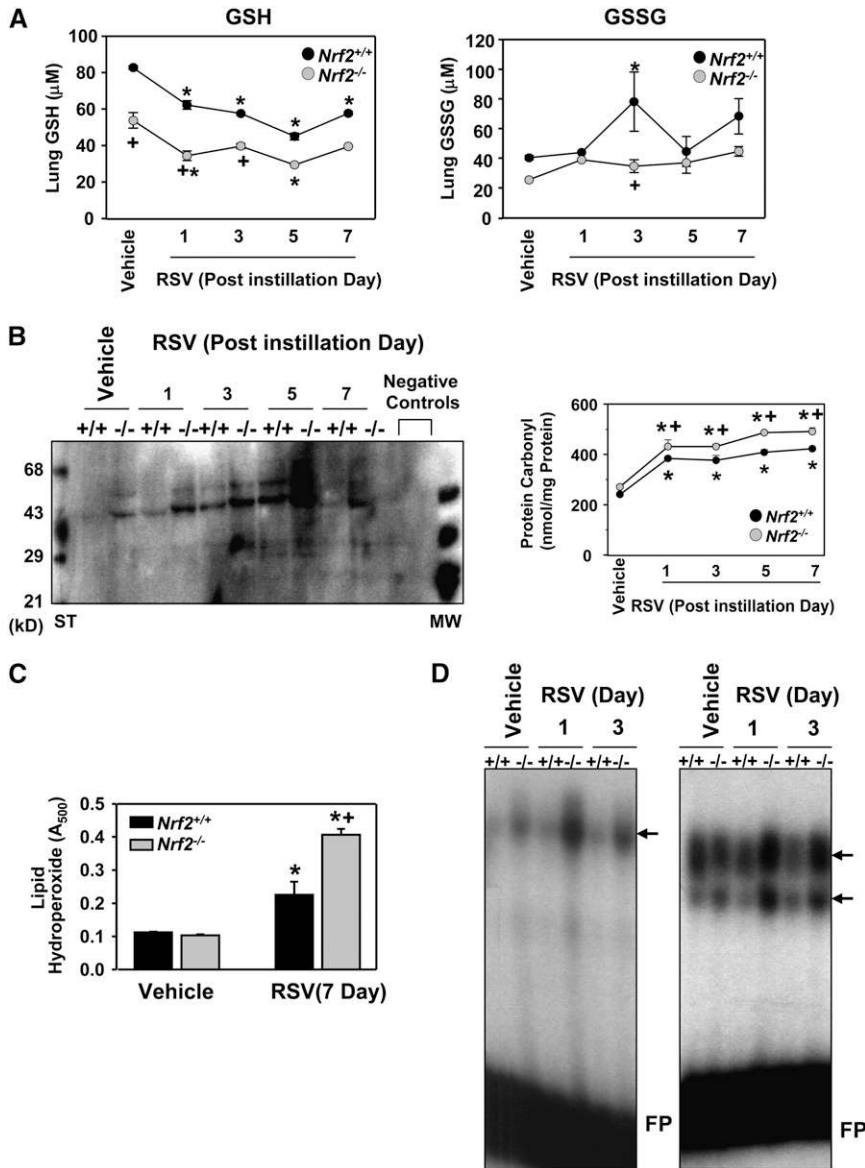 A
GSH
Lung GSH (µM)
100
80
60
40
20
0
Nrf2+/+
Nrf2-/-
* * * *
+ +* + *
Vehicle 1 3 5 7
RSV (Post instillation Day)
GSSG
Lung GSSG (µM)
120
100
80
60
40
20
0
Nrf2+/+
Nrf2-/-
*
+
Vehicle 1 3 5 7
RSV (Post instillation Day)
B
RSV (Post instillation Day)
Vehicle 1 3 5 7 Negative Controls
+/+ -/- +/+ -/- +/+ -/- +/+ -/- +/+ -/-
68
43
29
21
(kD) ST MW
Protein Carbonyl
(nmol/mg Protein)
600
400
200
0
*+ *+ *+ *+
* * * *
Nrf2+/+
Nrf2-/-
Vehicle 1 3 5 7
RSV (Post instillation Day)
C
Lipid
Hydroperoxide (A500)
0.5
0.4
0.3
0.2
0.1
0.0
Nrf2+/+
Nrf2-/-
* *+
Vehicle RSV(7 Day)
D
RSV (Day)
Vehicle 1 3
+/+ -/- +/+ -/- +/+ -/-
FP
RSV (Day)
Vehicle 1 3
+/+ -/- +/+ -/- +/+ -/-
FP